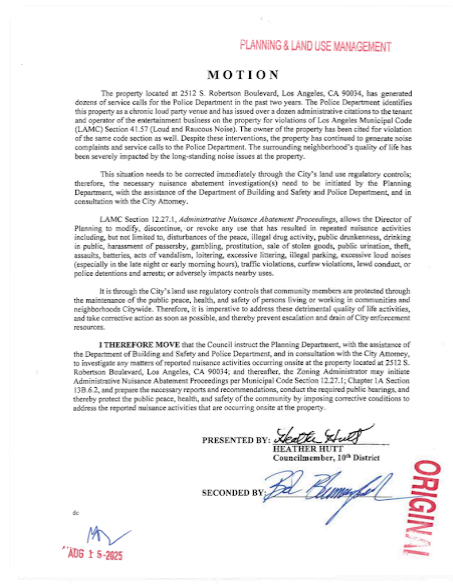 PLANNING & LAND USE MANAGEMENT
MOTION
The property located at 2512 S. Robertson Boulevard, Los Angeles, CA 90034, has generated
dozens of service calls for the Police Department in the past two years. The Police Department identifies
this property as a chronic loud party venue and has issued over a dozen administrative citations to the tenant
and operator of the entertainment business on the property for violations of Los Angeles Municipal Code
(LAMC) Section 41.57 (Loud and Raucous Noise). The owner of the property has been cited for violation
of the same code section as well. Despite these interventions, the property has continued to generate noise
complaints and service calls to the Police Department. The surrounding neighborhood's quality of life has
been severely impacted by the long-standing noise issues at the property.
This situation needs to be corrected immediately through the City's land use regulatory controls;
therefore, the necessary nuisance abatement investigation(s) need to be initiated by the Planning
Department, with the assistance of the Department of Building and Safety and Police Department, and in
consultation with the City Attorney.
LAMC Section 12.27.1, Administrative Nuisance Abatement Proceedings, allows the Director of
Planning to modify, discontinue, or revoke any use that has resulted in repeated nuisance activities
including, but not limited to, disturbances of the peace, illegal drug activity, public drunkenness, drinking
in public, harassment of passersby, gambling, prostitution, sale of stolen goods, public urination, theft,
assaults, batteries, acts of vandalism, loitering, excessive littering, illegal parking, excessive loud noises
(especially in the late night or early morning hours), traffic violations, curfew violations, lewd conduct, or
police detentions and arrests; or adversely impacts nearby uses.
It is through the City's land use regulatory controls that community members are protected through
the maintenance of the public peace, health, and safety of persons living or working in communities and
neighborhoods Citywide. Therefore, it is imperative to address these detrimental quality of life activities,
and take corrective action as soon as possible, and thereby prevent escalation and drain of City enforcement
resources.
I THEREFORE MOVE that the Council instruct the Planning Department, with the assistance of
the Department of Building and Safety and Police Department, and in consultation with the City Attorney,
to investigate any matters of reported nuisance activities occurring onsite at the property located at 2512 S.
Robertson Boulevard, Los Angeles, CA 90034; and thereafter, the Zoning Administrator may initiate
Administrative Nuisance Abatement Proceedings per Municipal Code Section 12.27.1; Chapter 1A Section
13B.6.2, and prepare the necessary reports and recommendations, conduct the required public hearings, and
thereby protect the public peace, health, and safety of the community by imposing corrective conditions to
address the reported nuisance activities that are occurring onsite at the property.
PRESENTED BY: Heather Hutt
HEATHER HUTT
Councilmember, 10th District
SECONDED BY:
ORIGINAL
dc
AUG 15 2025